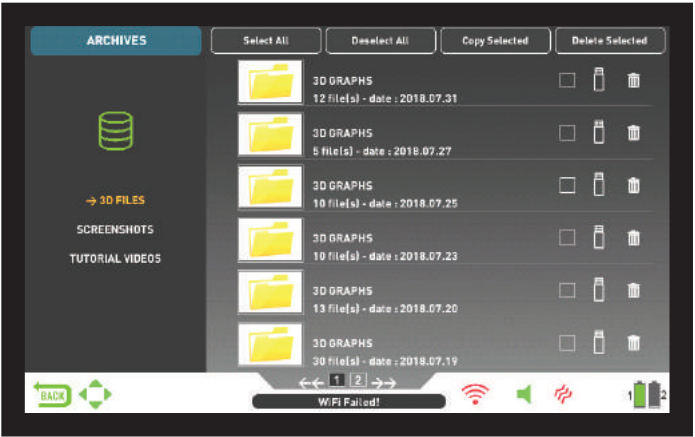 ARCHIVES
Select All
Deselect All
Copy Selected
Delete Selected
3D GRAPHS
12 file(s) - date : 2018.07.31
3D GRAPHS
5 file(s) - date : 2018.07.27
→ 3D FILES
3D GRAPHS
10 file(s) - date : 2018.07.25
SCREENSHOTS
3D GRAPHS
10 file(s) - date : 2018.07.23
TUTORIAL VIDEOS
3D GRAPHS
13 file(s) - date : 2018.07.20
3D GRAPHS
30 file(s) - date : 2018.07.19
BACK
←← 1 2 →→
WiFi Failed!
1 2